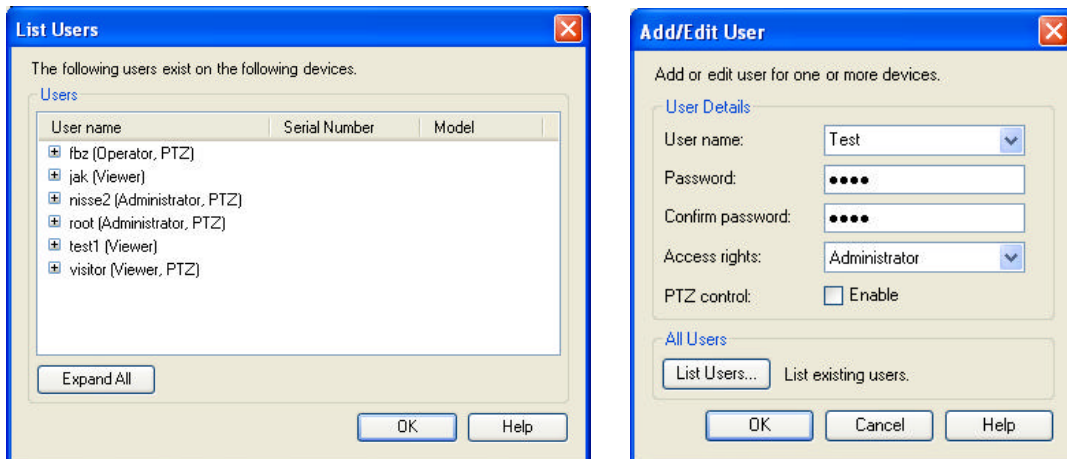 List Users
The following users exist on the following devices.
Users
User name Serial Number Model
fbz (Operator, PTZ)
jak (Viewer)
nisse2 (Administrator, PTZ)
root (Administrator, PTZ)
test1 (Viewer)
visitor (Viewer, PTZ)
Expand All
OK Help
Add/Edit User
Add or edit user for one or more devices.
User Details
User name: Test
Password: ●●●●
Confirm password: ●●●●
Access rights: Administrator
PTZ control: Enable
All Users
List Users... List existing users.
OK Cancel Help